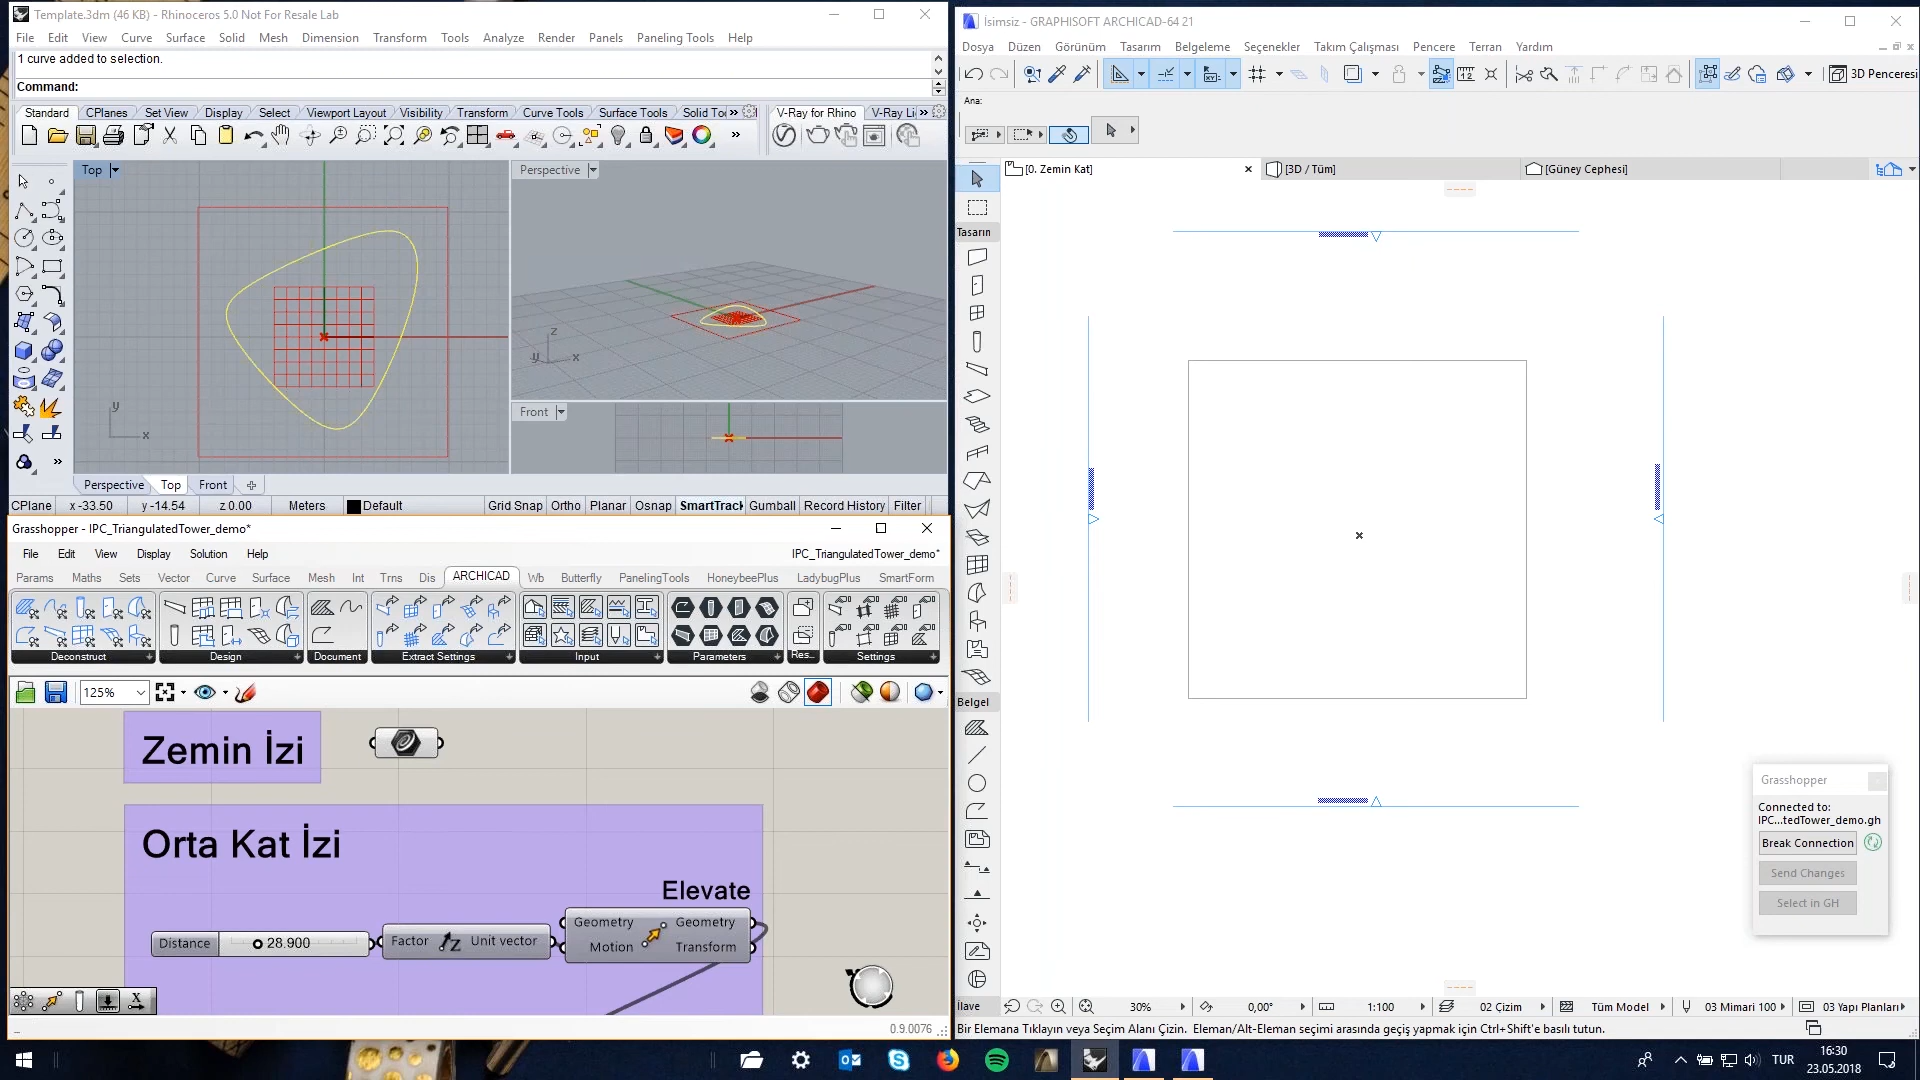 Template.3dm (46 KB) - Rhinoceros 5.0 Not For Resale Lab
File Edit View Curve Surface Solid Mesh Dimension Transform Tools Analyze Render Panels Paneling Tools Help
1 curve added to selection.
Command:
Standard CPlanes Set View Display Select Viewport Layout Visibility Transform Curve Tools Surface Tools Solid Too » V-Ray for Rhino V-Ray Li »
Top
Perspective
z
y x
Front
y
x
Perspective Top Front
CPlane x -33.50 y -14.54 z 0.00 Meters Default Grid Snap Ortho Planar Osnap SmartTrack Gumball Record History Filter
Grasshopper - IPC_TriangulatedTower_demo*
File Edit View Display Solution Help IPC_TriangulatedTower_demo*
Params Maths Sets Vector Curve Surface Mesh Int Trns Dis ARCHICAD Wb Butterfly PanelingTools HoneybeePlus LadybugPlus SmartForm
Deconstruct Design Document Extract Settings Input Parameters Res... Settings
125%
Zemin İzi
Orta Kat İzi
Elevate
Distance 28.900
Factor Z Unit vector
Geometry Geometry
Motion Transform
X
0.9.0076
İsimsiz - GRAPHISOFT ARCHICAD-64 21
Dosya Düzen Görünüm Tasarım Belgeleme Seçenekler Takım Çalışması Pencere Terran Yardım
3D Penceresi
Ana:
[0. Zemin Kat] [3D / Tüm] [Güney Cephesi]
Tasarın
Belgel
Grasshopper
Connected to:
IPC...tedTower_demo.gh
Break Connection
Send Changes
Select in GH
İlave 30% 0,00° 1:100 02 Çizim Tüm Model 03 Mimari 100 03 Yapı Planları
Bir Elemana Tıklayın veya Seçim Alanı Çizin. Eleman/Alt-Eleman seçimi arasında geçiş yapmak için Ctrl+Shift'e basılı tutun.
TUR
16:30
23.05.2018